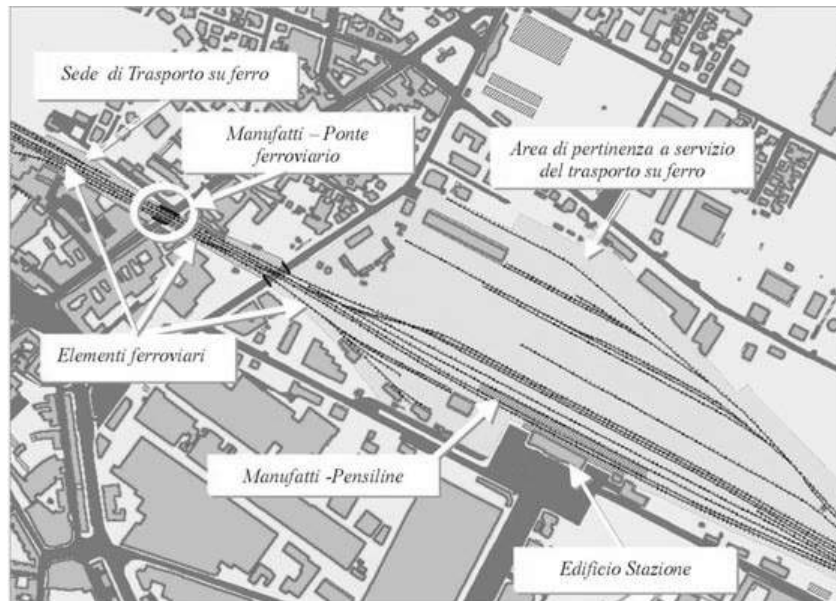 Sede di Trasporto su ferro
Manufatti – Ponte
ferroviario
Area di pertinenza a servizio
del trasporto su ferro
Elementi ferroviari
Manufatti -Pensiline
Edificio Stazione